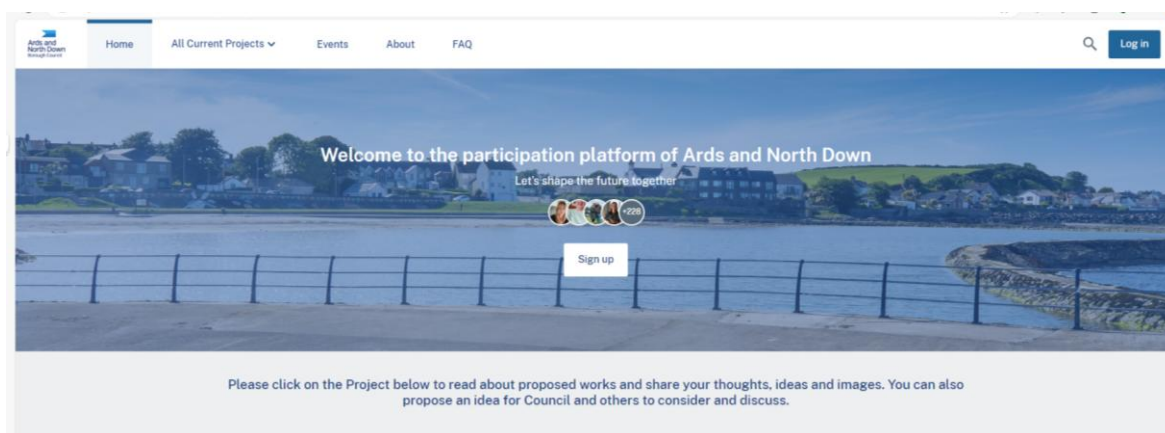 Ards and
North Down
Borough Council
Home
All Current Projects
Events
About
FAQ
Log in
Welcome to the participation platform of Ards and North Down
Let's shape the future together
+226
Sign up
Please click on the Project below to read about proposed works and share your thoughts, ideas and images. You can also
propose an idea for Council and others to consider and discuss.